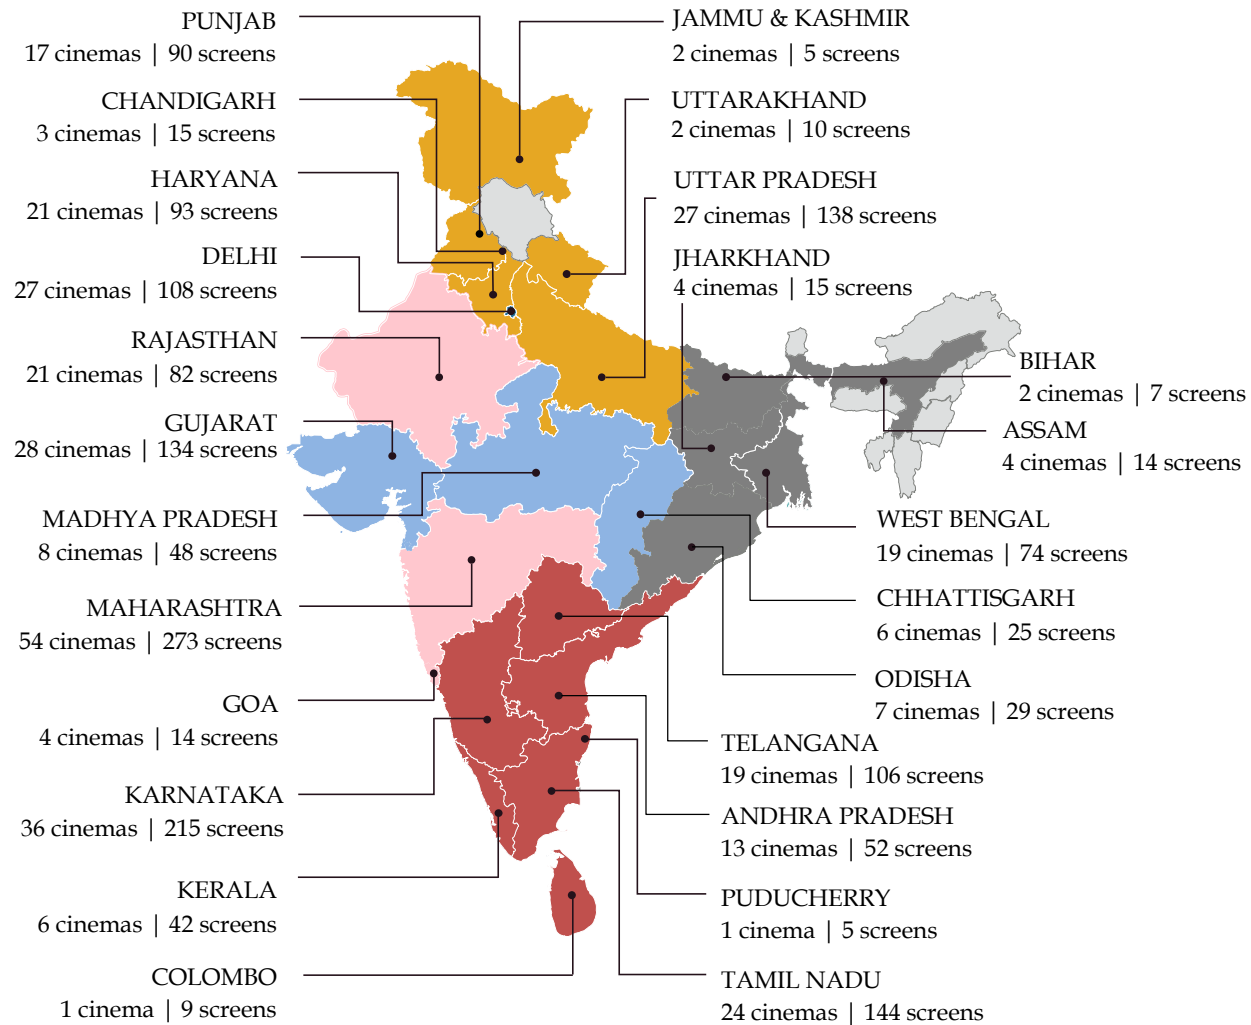 PUNJAB
17 cinemas | 90 screens
CHANDIGARH
3 cinemas | 15 screens
HARYANA
21 cinemas | 93 screens
DELHI
27 cinemas | 108 screens
RAJASTHAN
21 cinemas | 82 screens
GUJARAT
28 cinemas | 134 screens
MADHYA PRADESH
8 cinemas | 48 screens
MAHARASHTRA
54 cinemas | 273 screens
GOA
4 cinemas | 14 screens
KARNATAKA
36 cinemas | 215 screens
KERALA
6 cinemas | 42 screens
COLOMBO
1 cinema | 9 screens
JAMMU & KASHMIR
2 cinemas | 5 screens
UTTARAKHAND
2 cinemas | 10 screens
UTTAR PRADESH
27 cinemas | 138 screens
JHARKHAND
4 cinemas | 15 screens
BIHAR
2 cinemas | 7 screens
ASSAM
4 cinemas | 14 screens
WEST BENGAL
19 cinemas | 74 screens
CHHATTISGARH
6 cinemas | 25 screens
ODISHA
7 cinemas | 29 screens
TELANGANA
19 cinemas | 106 screens
ANDHRA PRADESH
13 cinemas | 52 screens
PUDUCHERRY
1 cinema | 5 screens
TAMIL NADU
24 cinemas | 144 screens